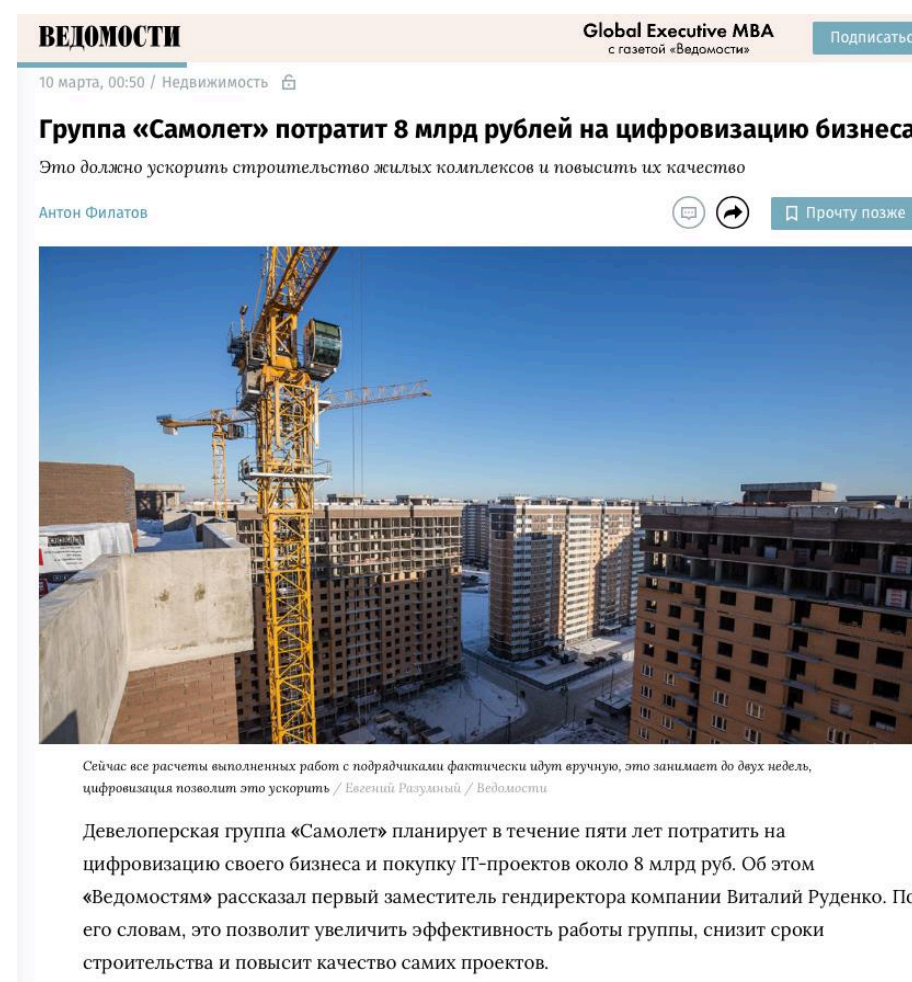 ВЕДОМОСТИ
Global Executive MBA
с газетой «Ведомости»
Подписатьс
10 марта, 00:50 / Недвижимость
Группа «Самолет» потратит 8 млрд рублей на цифровизацию бизнеса
Это должно ускорить строительство жилых комплексов и повысить их качество
Антон Филатов
Прочту позже
Сейчас все расчеты выполненных работ с подрядчиками фактически идут вручную, это занимает до двух недель,
цифровизация позволит это ускорить / Евгений Разумный / Ведомости
Девелоперская группа «Самолет» планирует в течение пяти лет потратить на
цифровизацию своего бизнеса и покупку IT-проектов около 8 млрд руб. Об этом
«Ведомостям» рассказал первый заместитель гендиректора компании Виталий Руденко. По
его словам, это позволит увеличить эффективность работы группы, снизит сроки
строительства и повысит качество самих проектов.